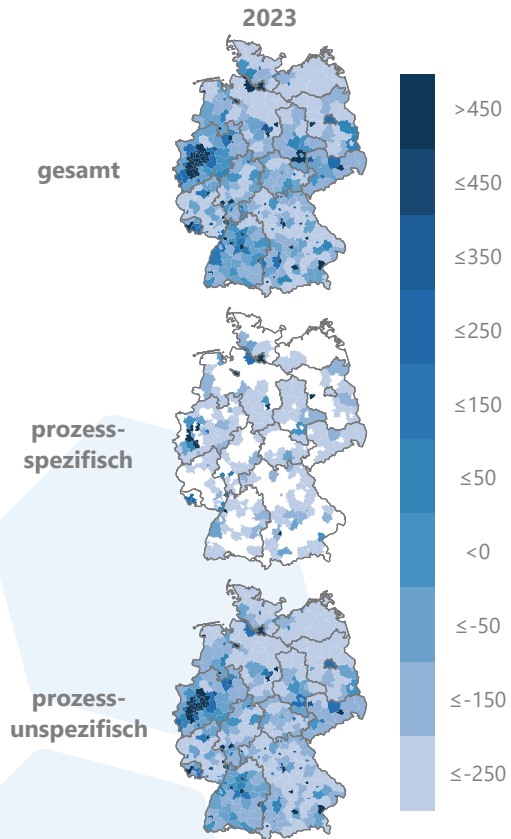 2023
gesamt
prozess-
spezifisch
prozess-
unspezifisch
>450
≤450
≤350
≤250
≤150
≤50
<0
≤-50
≤-150
≤-250